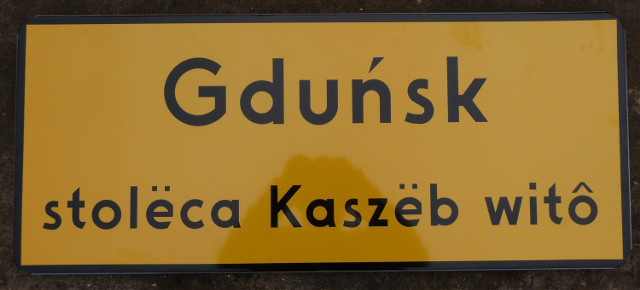 Gduńsk
stolëca Kaszëb witô